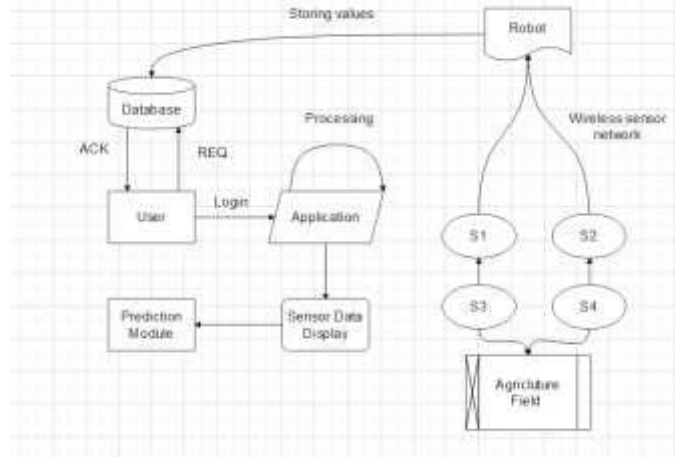 Storing values
Robot
Database
Processing
Wireless sensor
network
ACK
REQ
User
Login
Application
S1
S2
S3
S4
Prediction
Module
Sensor Data
Display
Agricluture
Field